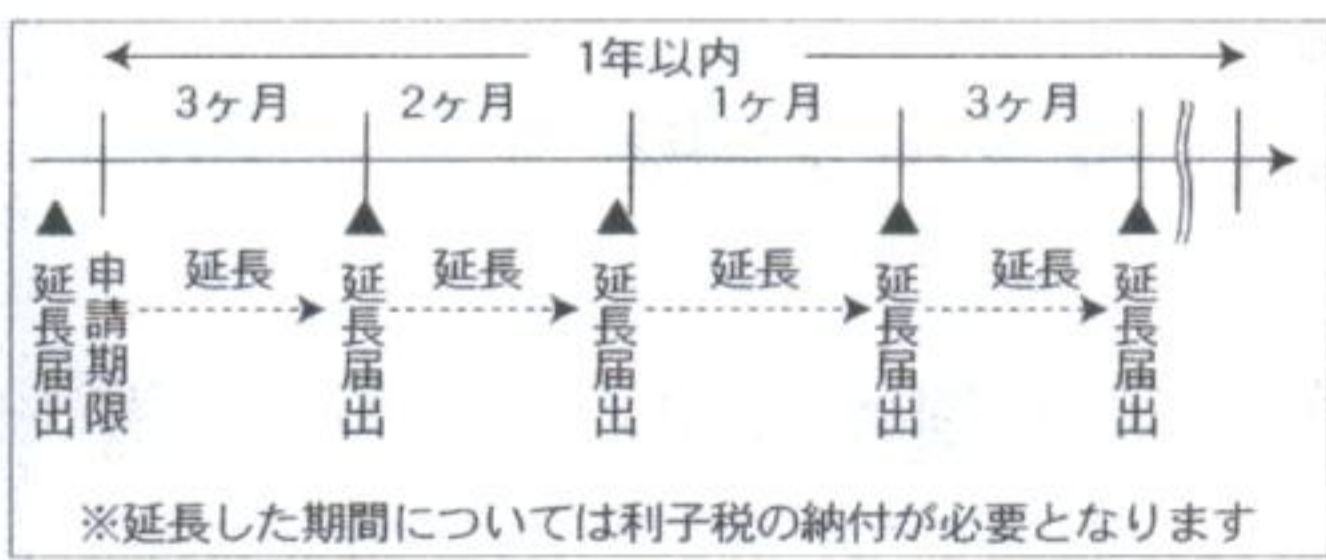 1年以内
3ヶ月 2ヶ月 1ヶ月 3ヶ月
延長届出
申請期限
延長
延長届出
延長
延長届出
延長
延長届出
延長
延長届出
※延長した期間については利子税の納付が必要となります